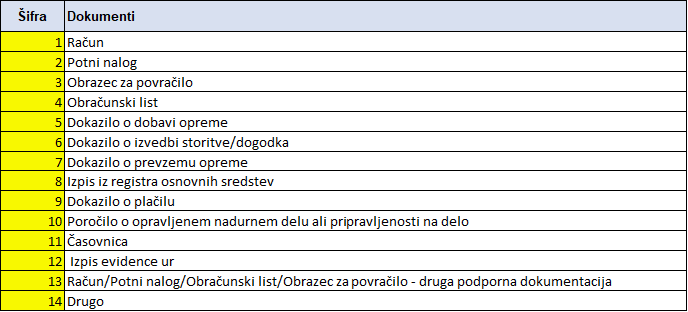 Šifra Dokumenti
1 Račun
2 Potni nalog
3 Obrazec za povračilo
4 Obračunski list
5 Dokazilo o dobavi opreme
6 Dokazilo o izvedbi storitve/dogodka
7 Dokazilo o prevzemu opreme
8 Izpis iz registra osnovnih sredstev
9 Dokazilo o plačilu
10 Poročilo o opravljenem nadurnem delu ali pripravljenosti na delo
11 Časovnica
12 Izpis evidence ur
13 Račun/Potni nalog/Obračunski list/Obrazec za povračilo - druga podporna dokumentacija
14 Drugo